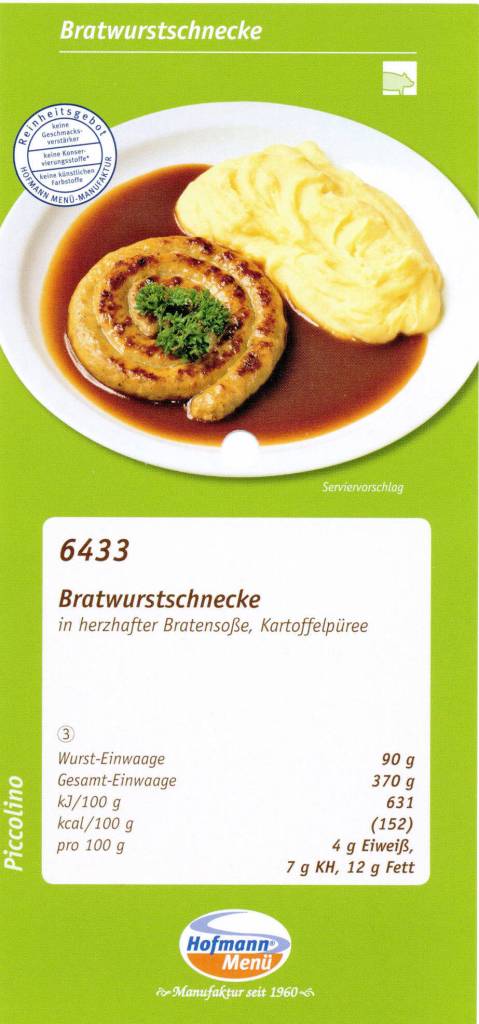 Bratwurstschnecke
Reinheitsgebot
keine
Geschmacks-
verstärker
keine Konser-
vierungsstoffe*
keine künstlichen
Farbstoffe
HOFMANN MENÜ-MANUFAKTUR
Serviervorschlag
6433
Bratwurstschnecke
in herzhafter Bratensoße, Kartoffelpüree
3
Wurst-Einwaage 90 g
Gesamt-Einwaage 370 g
kJ/100 g 631
kcal/100 g (152)
pro 100 g 4 g Eiweiß,
7 g KH, 12 g Fett
Piccolino
Hofmann®
Menü
Manufaktur seit 1960